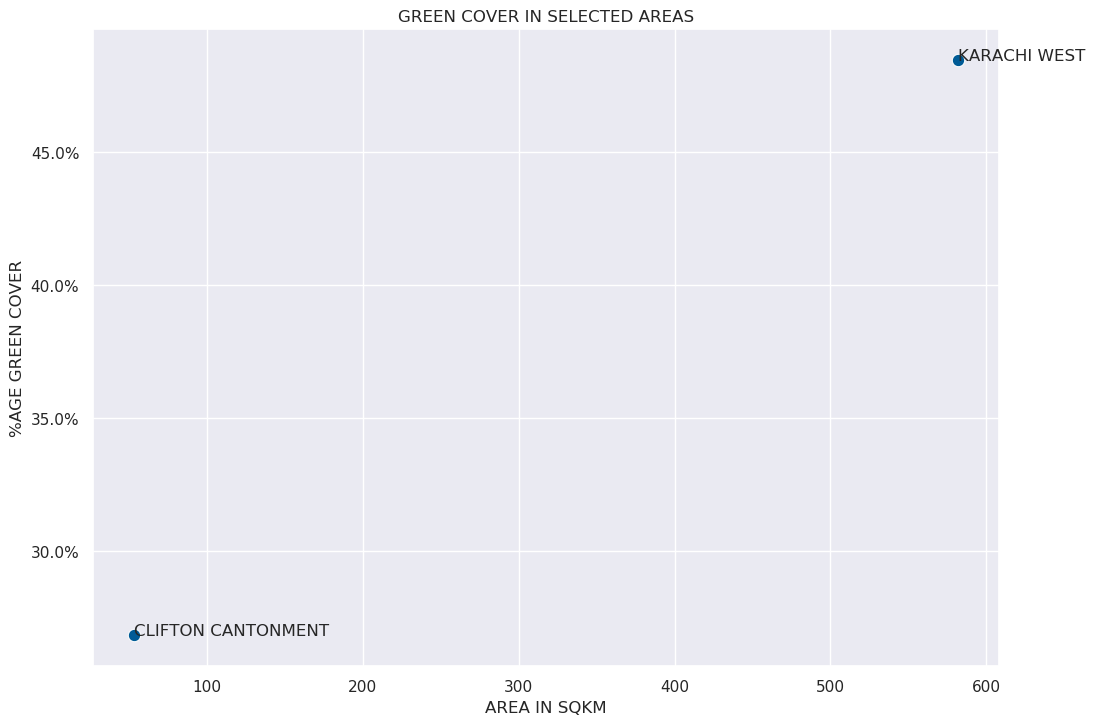 GREEN COVER IN SELECTED AREAS
KARACHI WEST
45.0%
40.0%
35.0%
30.0%
%AGE GREEN COVER
CLIFTON CANTONMENT
100 200 300 400 500 600
AREA IN SQKM